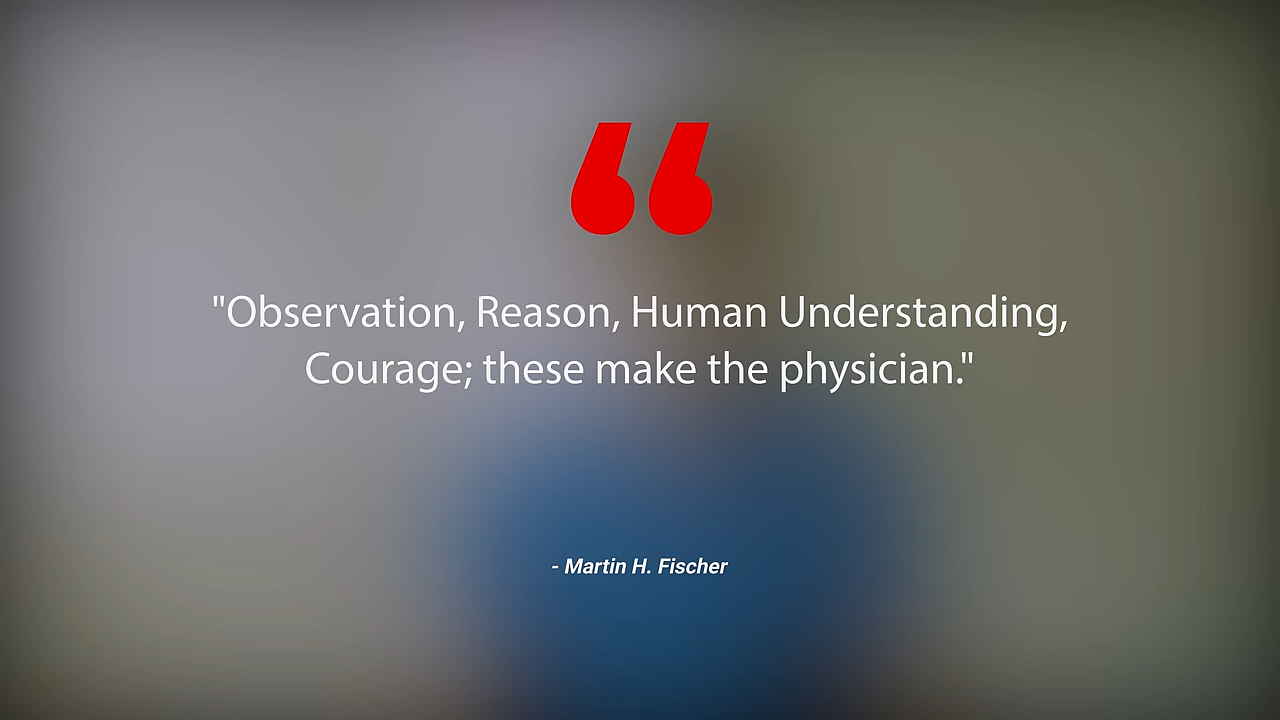 "Observation, Reason, Human Understanding,
Courage; these make the physician."
- Martin H. Fischer